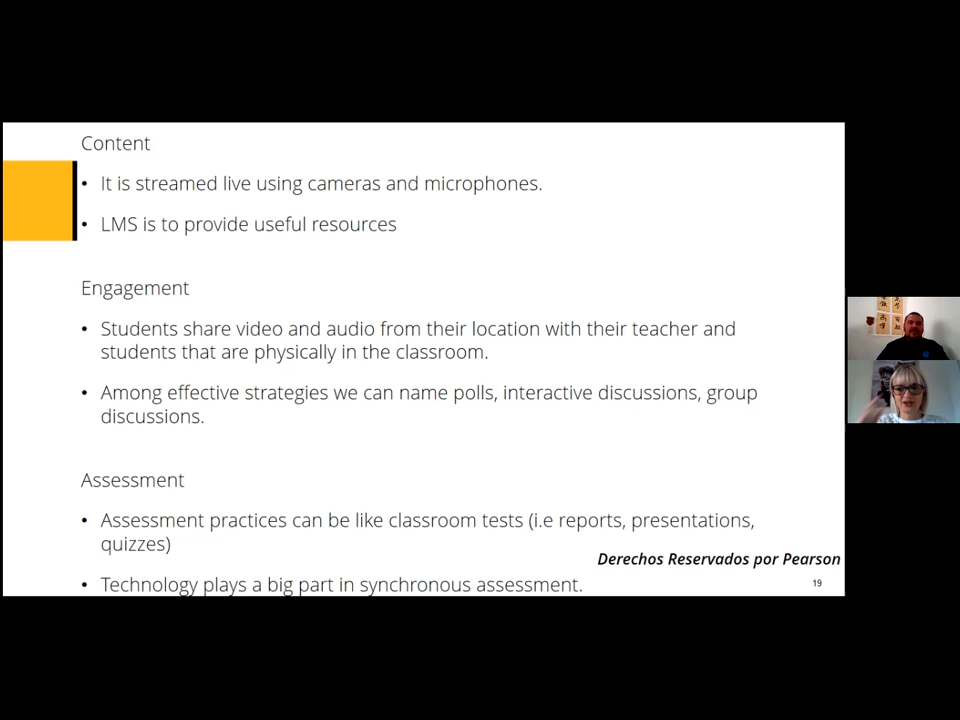 Content
• It is streamed live using cameras and microphones.
• LMS is to provide useful resources
Engagement
• Students share video and audio from their location with their teacher and
students that are physically in the classroom.
• Among effective strategies we can name polls, interactive discussions, group
discussions.
Assessment
• Assessment practices can be like classroom tests (i.e reports, presentations,
quizzes)
Derechos Reservados por Pearson
• Technology plays a big part in synchronous assessment.
19